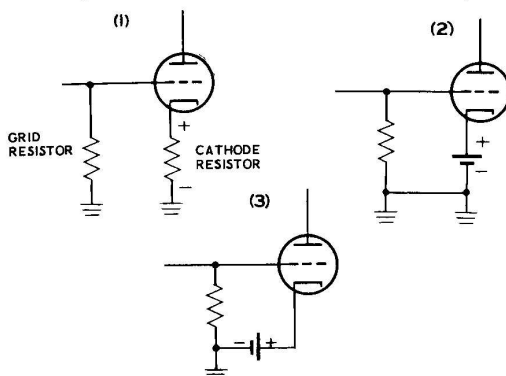 (1)
(2)
GRID
RESISTOR
+
CATHODE
RESISTOR
-
+
-
(3)
- +